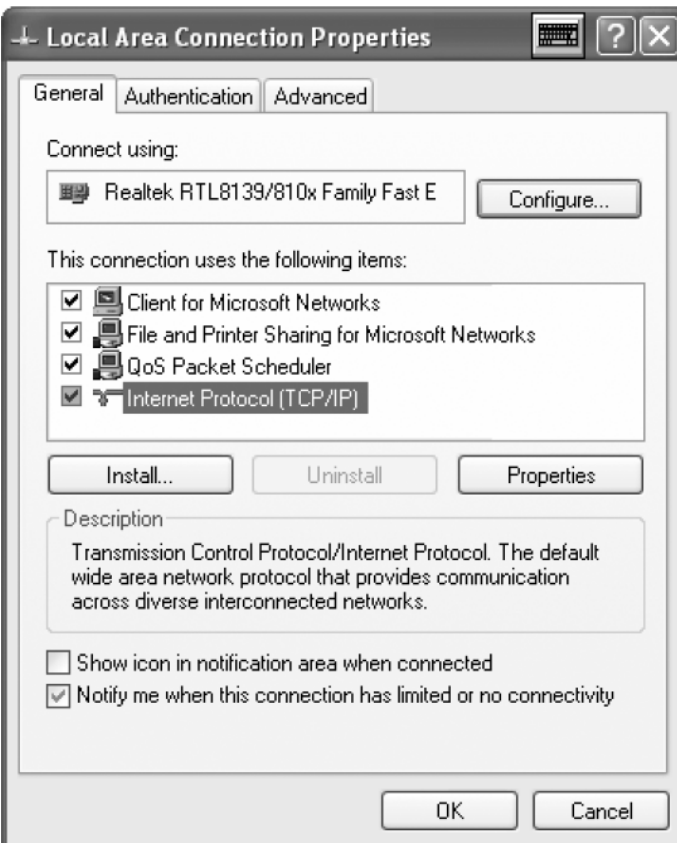 Local Area Connection Properties
General Authentication Advanced
Connect using:
Realtek RTL8139/810x Family Fast E Configure...
This connection uses the following items:
Client for Microsoft Networks
File and Printer Sharing for Microsoft Networks
QoS Packet Scheduler
Internet Protocol (TCP/IP)
Install... Uninstall Properties
Description
Transmission Control Protocol/Internet Protocol. The default
wide area network protocol that provides communication
across diverse interconnected networks.
Show icon in notification area when connected
Notify me when this connection has limited or no connectivity
OK Cancel